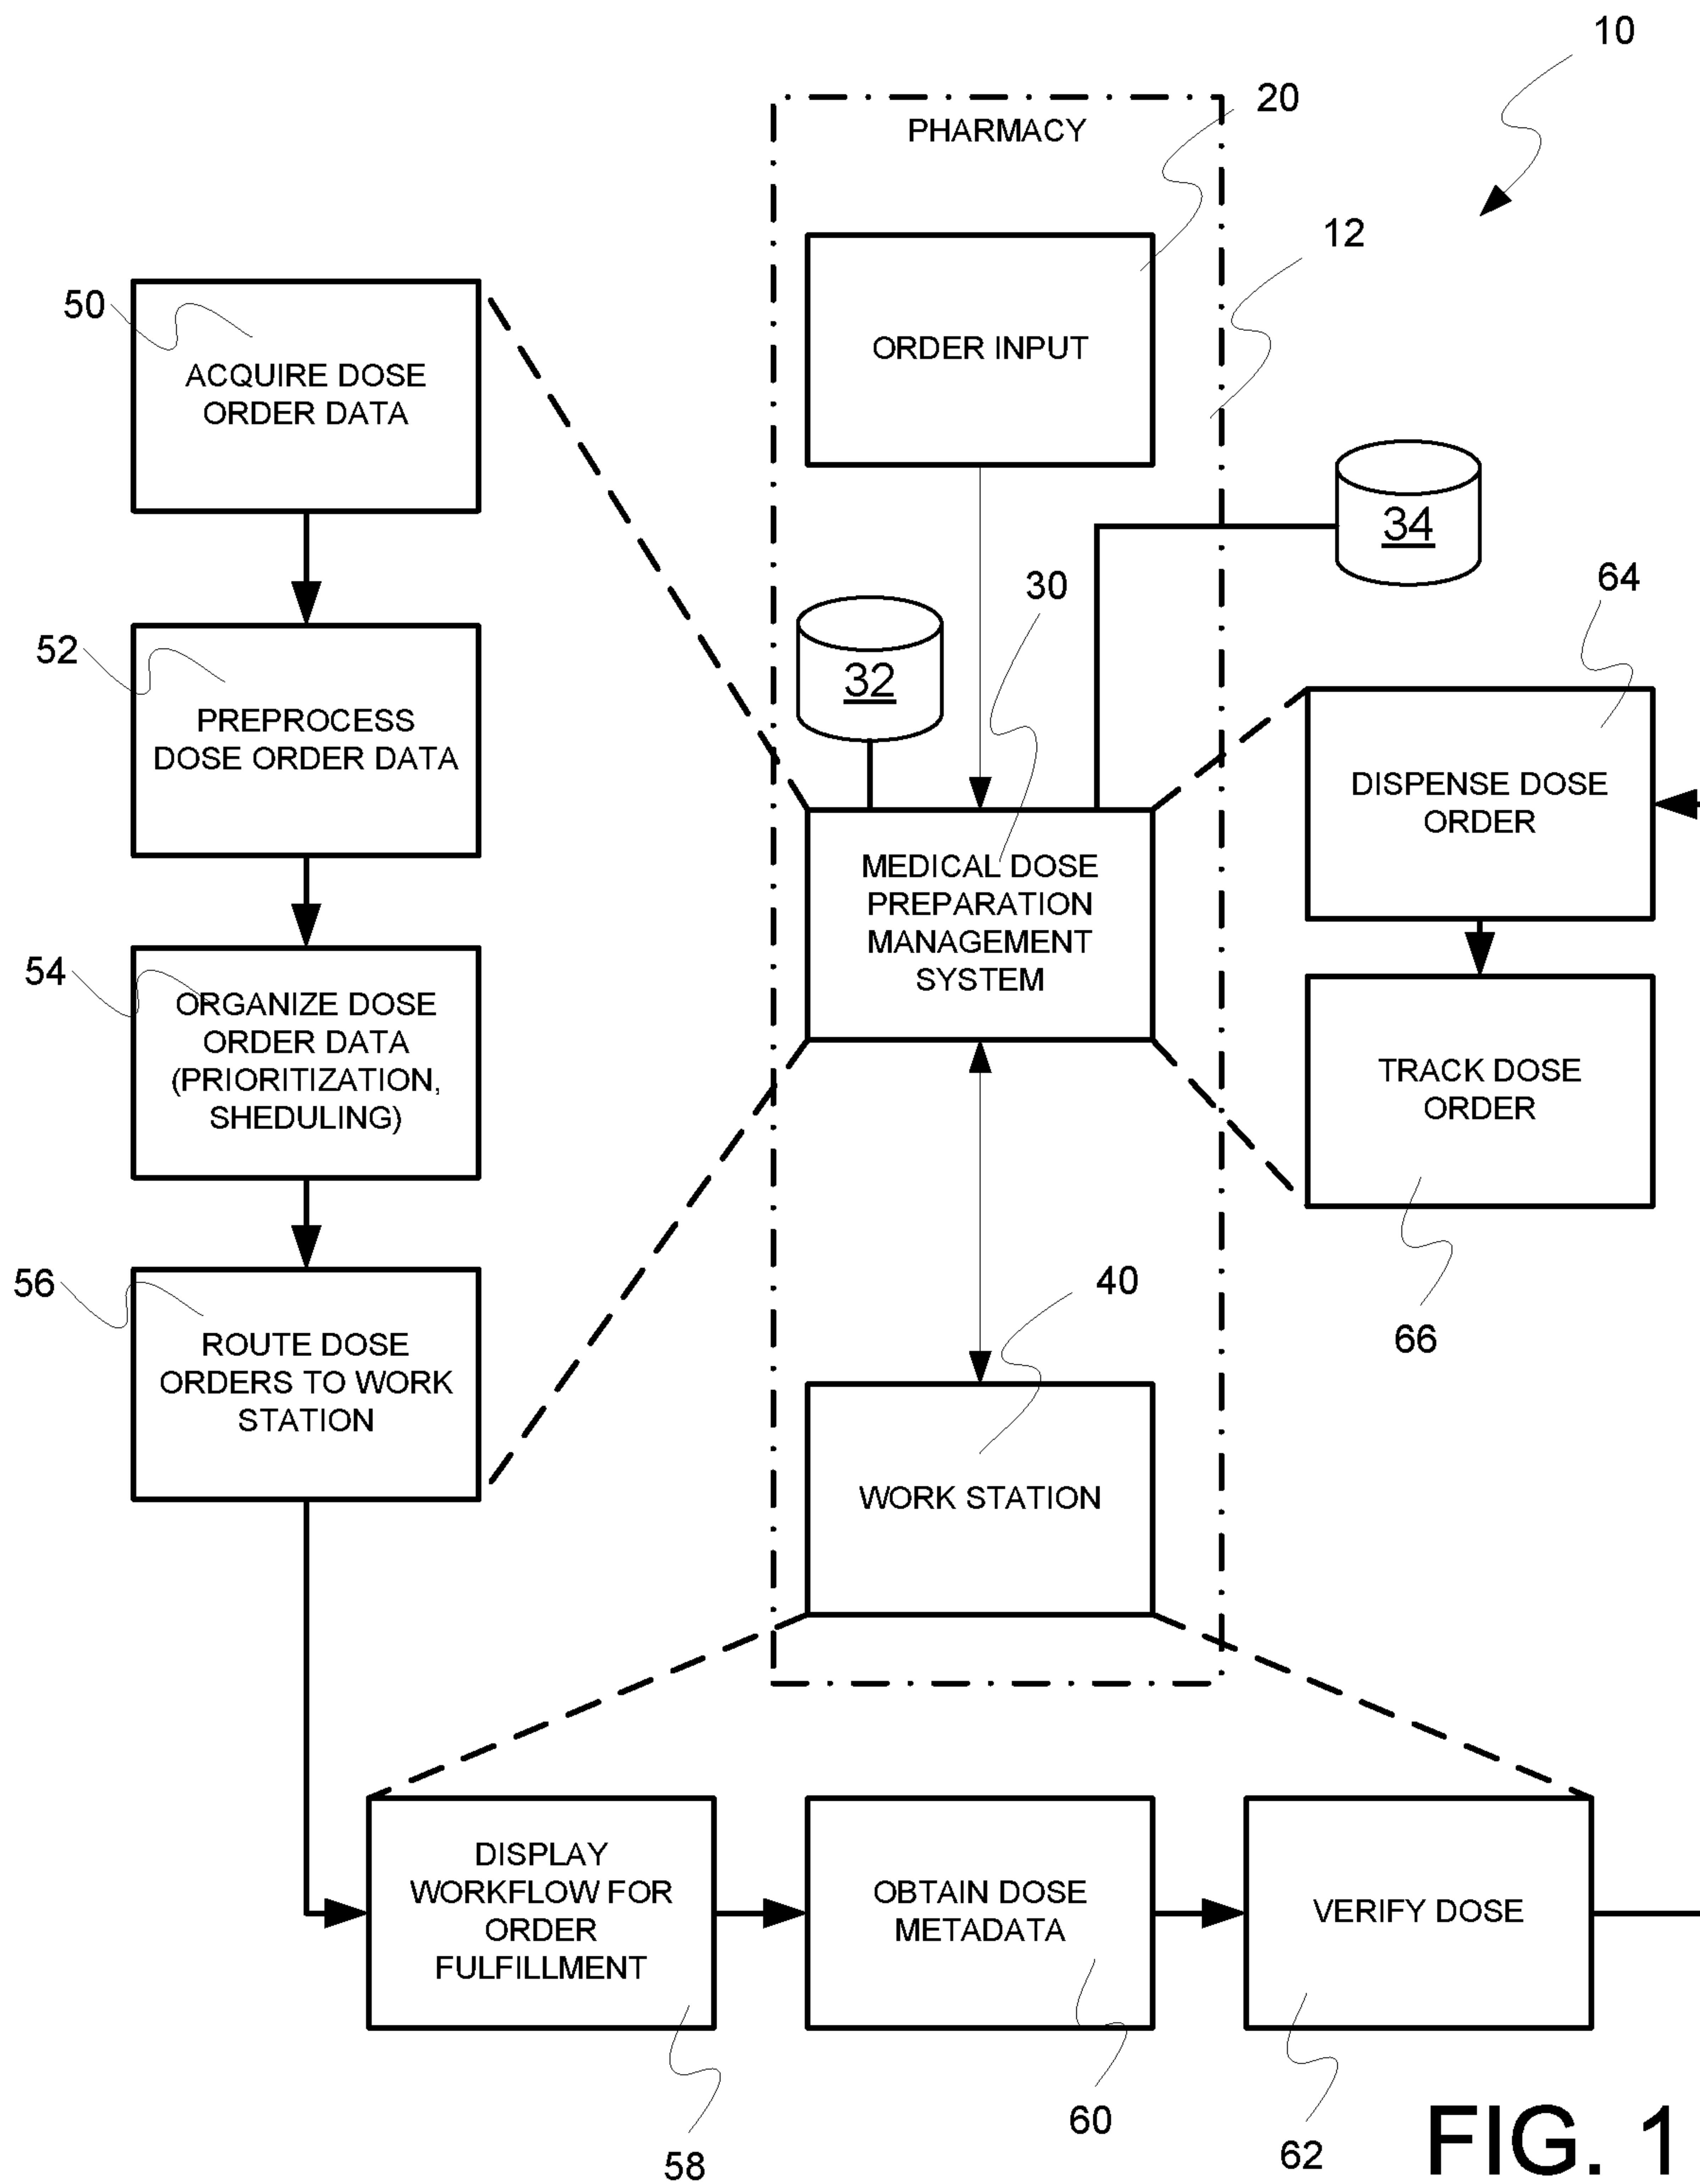 10
20
PHARMACY
12
50
ORDER INPUT
ACQUIRE DOSE
ORDER DATA
34
30
64
52
32
PREPROCESS
DOSE ORDER DATA
DISPENSE DOSE
ORDER
MEDICAL DOSE
PREPARATION
MANAGEMENT
SYSTEM
54
ORGANIZE DOSE
ORDER DATA
(PRIORITIZATION,
SHEDULING)
TRACK DOSE
ORDER
56
40
66
ROUTE DOSE
ORDERS TO WORK
STATION
WORK STATION
DISPLAY
WORKFLOW FOR
ORDER
FULFILLMENT
OBTAIN DOSE
METADATA
VERIFY DOSE
58
60
62
FIG. 1